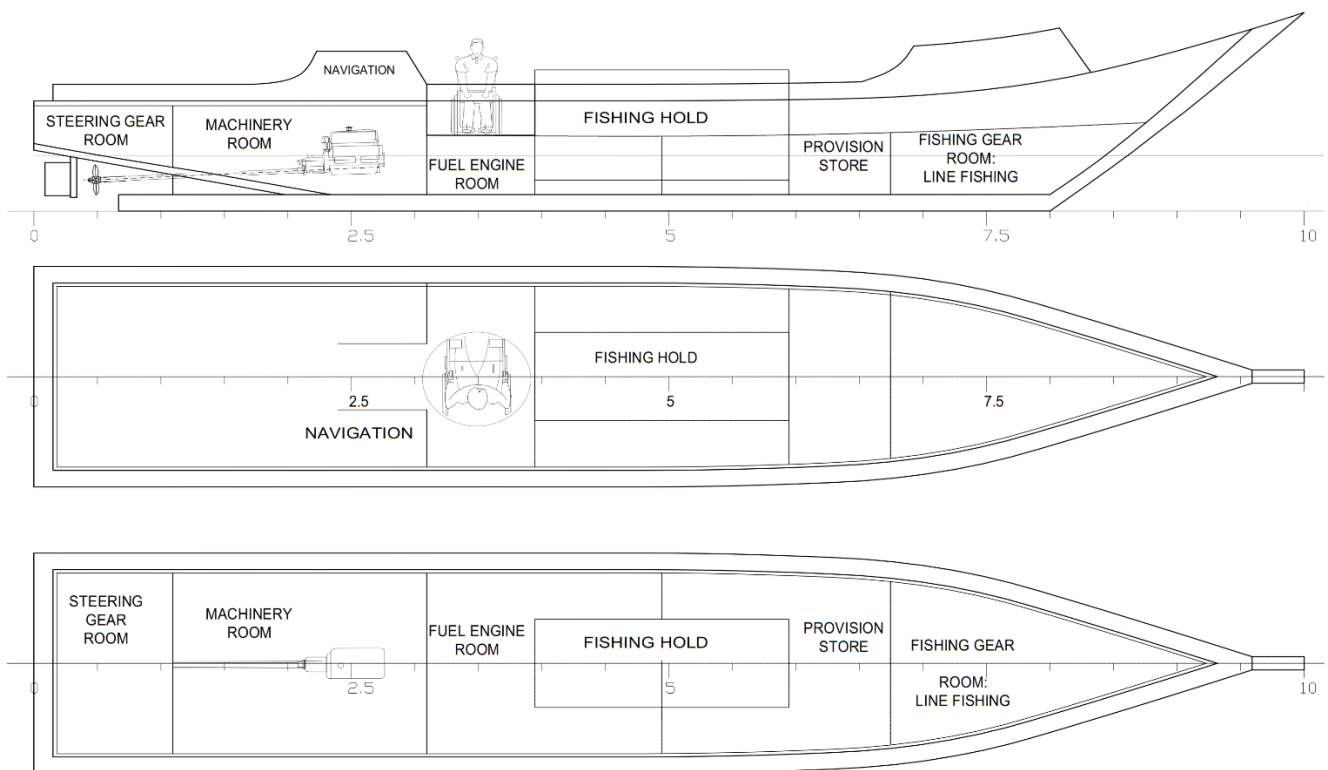 NAVIGATION
STEERING GEAR
ROOM
MACHINERY
ROOM
FUEL ENGINE
ROOM
FISHING HOLD
PROVISION
STORE
FISHING GEAR
ROOM:
LINE FISHING
0
2.5
5
7.5
10
FISHING HOLD
0
2.5
5
7.5
NAVIGATION
STEERING
GEAR
ROOM
MACHINERY
ROOM
FUEL ENGINE
ROOM
FISHING HOLD
PROVISION
STORE
FISHING GEAR
ROOM:
LINE FISHING
0
2.5
5
10